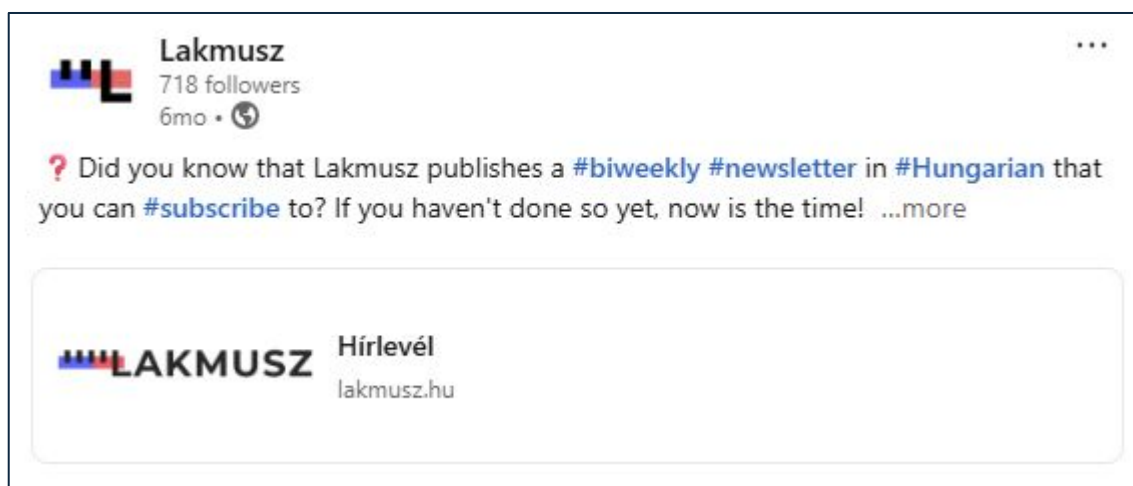 Lakmusz
718 followers
6mo •
❓ Did you know that Lakmusz publishes a #biweekly #newsletter in #Hungarian that
you can #subscribe to? If you haven't done so yet, now is the time! ...more
LAKMUSZ
Hírlevél
lakmusz.hu